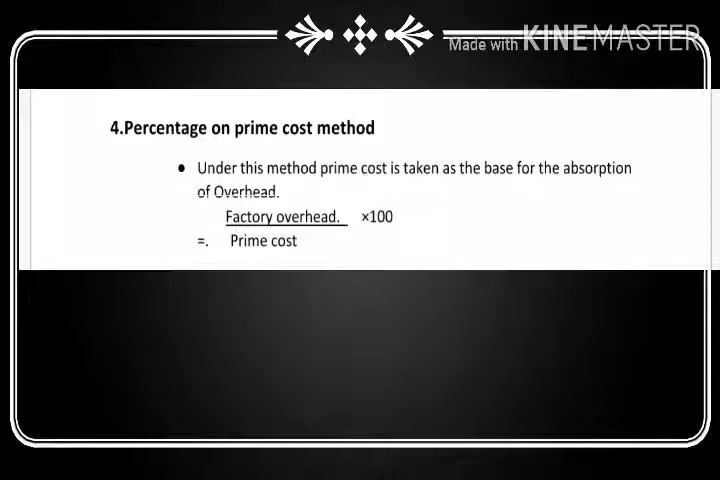 Made with KINEMASTER
4.Percentage on prime cost method
● Under this method prime cost is taken as the base for the absorption
of Overhead.
Factory overhead. ×100
=. Prime cost